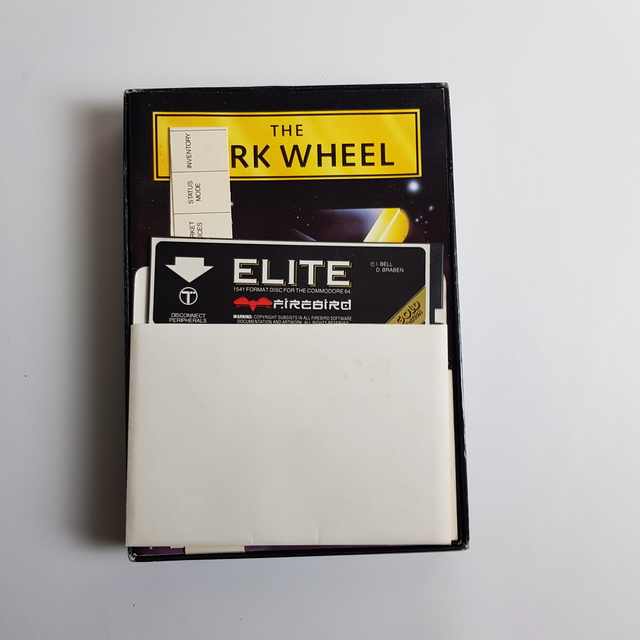 THE
RK WHEEL
INVENTORY
STATUS
MODE
RKET
ICES
ELITE
1541 FORMAT DISC FOR THE COMMODORE 64
© I. BELL
D. BRABEN
FIREBIRD
GOLD
DISCONNECT
PERIPHERALS
WARNING: COPYRIGHT SUBSISTS IN ALL FIREBIRD SOFTWARE
DOCUMENTATION AND ARTWORK. ALL RIGHTS RESERVED